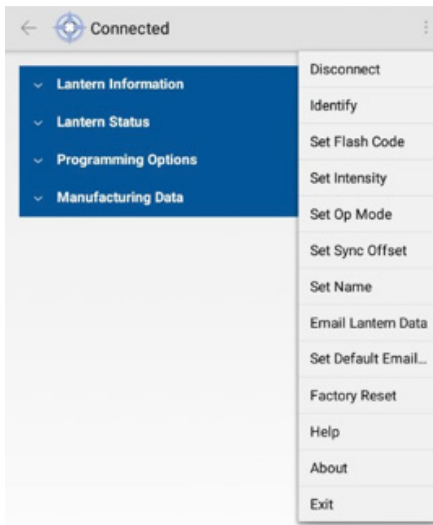 Connected
Lantern Information
Lantern Status
Programming Options
Manufacturing Data
Disconnect
Identify
Set Flash Code
Set Intensity
Set Op Mode
Set Sync Offset
Set Name
Email Lantern Data
Set Default Email...
Factory Reset
Help
About
Exit